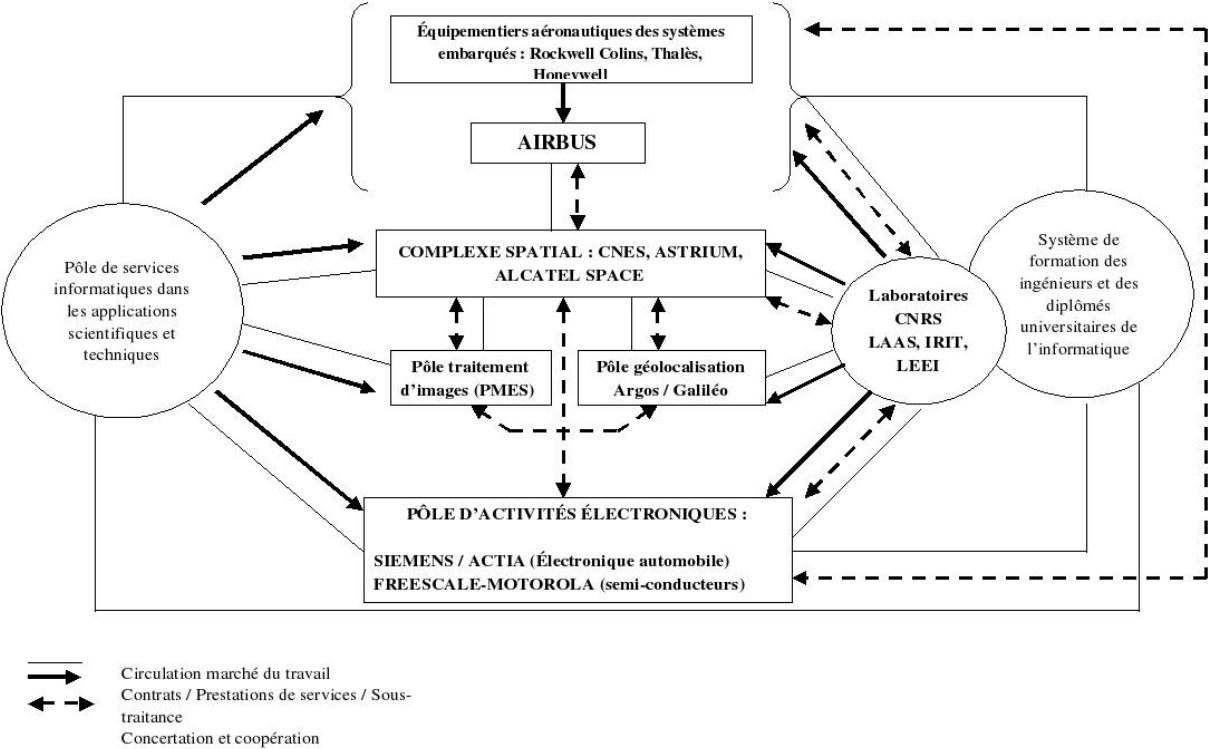 Équipementiers aéronautiques des systèmes
embarqués : Rockwell Colins, Thalès,
Honeywell
AIRBUS
COMPLEXE SPATIAL : CNES, ASTRIUM,
ALCATEL SPACE
Pôle de services
informatiques dans
les applications
scientifiques et
techniques
Système de
formation des
ingénieurs et des
diplômés
universitaires de
l’informatique
Laboratoires
CNRS
LAAS, IRIT,
LEEI
Pôle traitement
d’images (PMES)
Pôle géolocalisation
Argos / Galiléo
PÔLE D’ACTIVITÉS ÉLECTRONIQUES :
SIEMENS / ACTIA (Électronique automobile)
FREESCALE-MOTOROLA (semi-conducteurs)
Circulation marché du travail
Contrats / Prestations de services / Sous-
traitance
Concertation et coopération